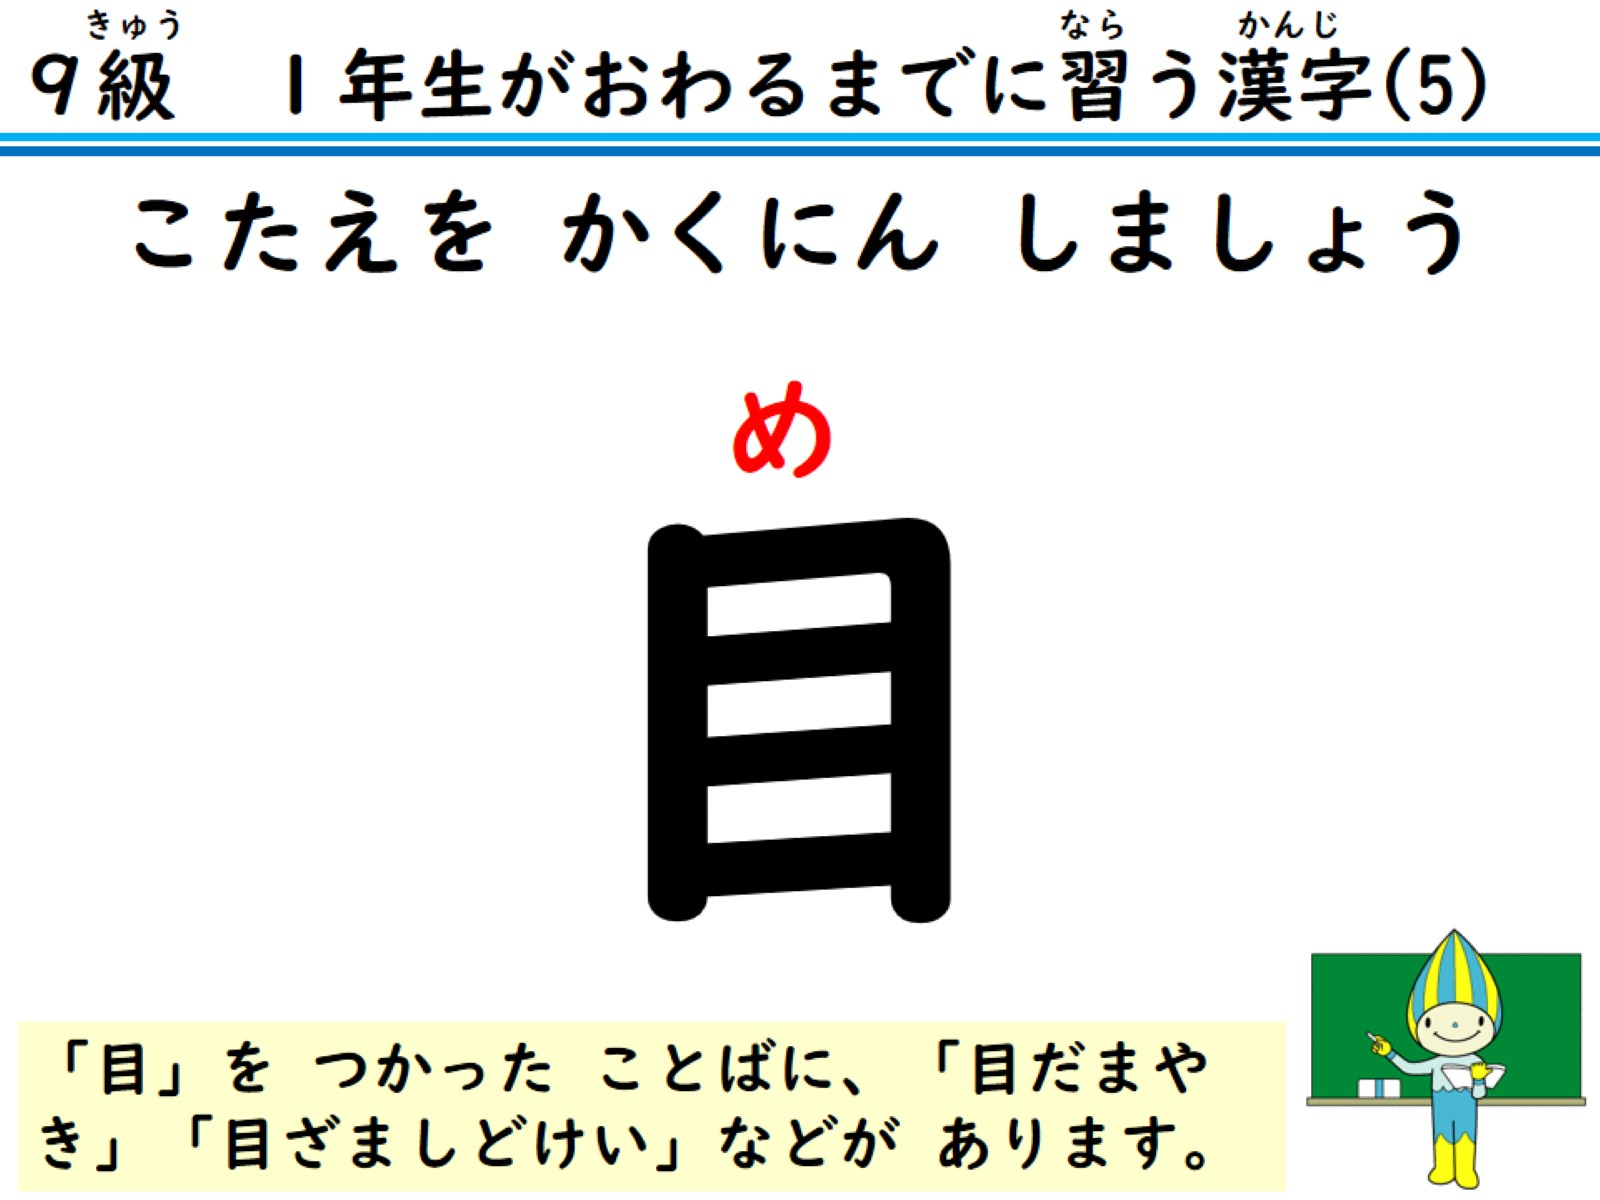 きゅう なら かんじ
9級 1年生がおわるまでに習う漢字(5)
こたえを かくにん しましょう
め
目
「目」を つかった ことばに、「目だまや
き」「目ざましどけい」などが あります。